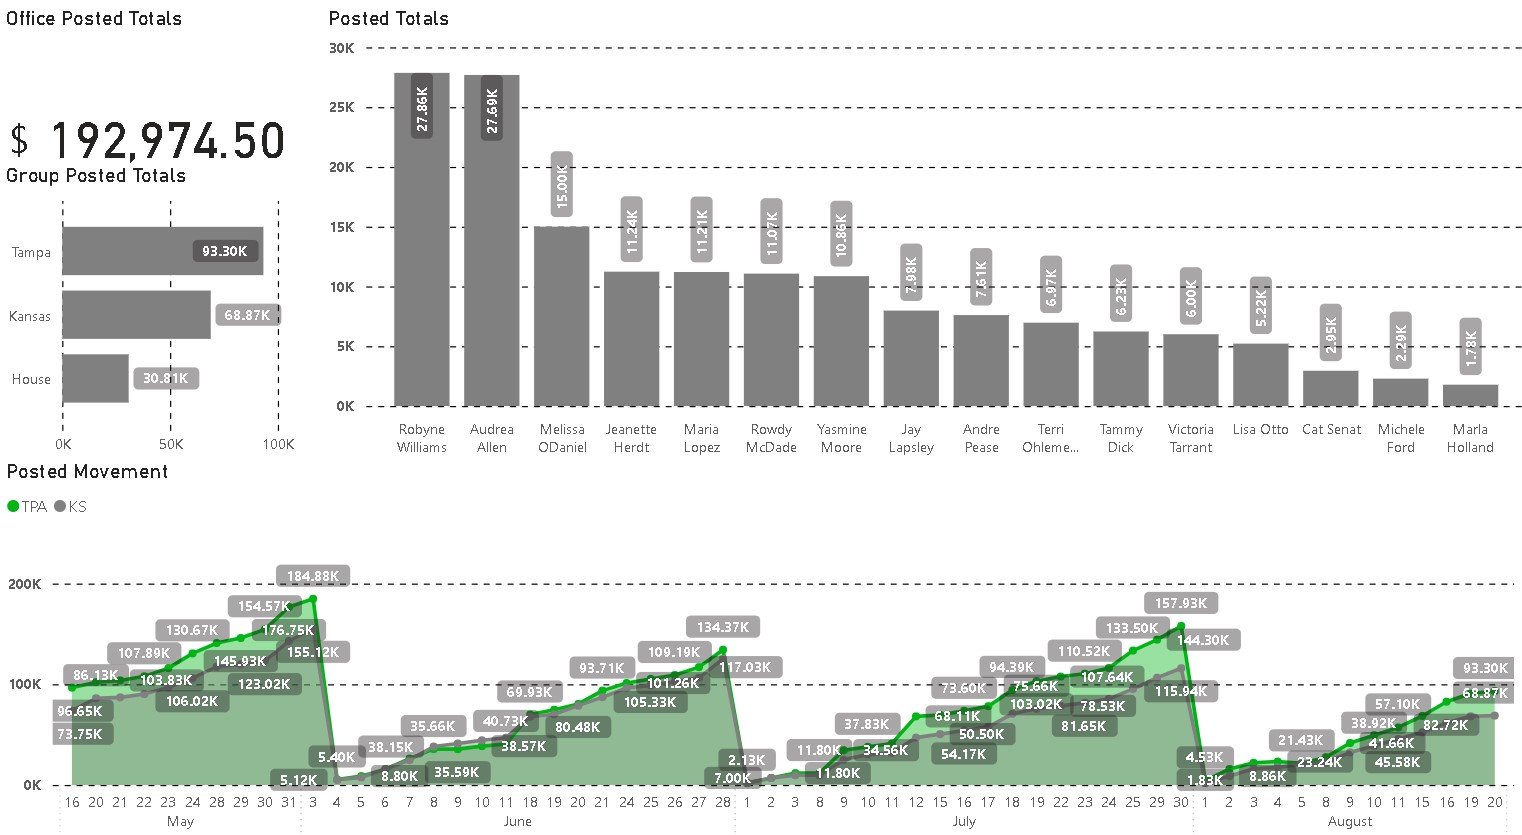 Office Posted Totals
$ 192,974.50
Group Posted Totals
Tampa 93.30K
Kansas 68.87K
House 30.81K
0K 50K 100K
Posted Totals
30K
25K
20K
15K
10K
5K
0K
27.86K 27.69K 15.00K 11.24K 11.21K 11.07K 10.86K 7.98K 7.61K 6.97K 6.23K 6.00K 5.22K 2.95K 2.29K 1.78K
Robyne Audrea Melissa Jeanette Maria Rowdy Yasmine Jay Andre Terri Tammy Victoria Lisa Otto Cat Senat Michele Marla
Williams Allen ODaniel Herdt Lopez McDade Moore Lapsley Pease Ohleme... Dick Tarrant Ford Holland
Posted Movement
TPA KS
200K
100K
0K
96.65K 86.13K 107.89K 103.83K 130.67K 154.57K 176.75K 184.88K
73.75K 106.02K 145.93K 123.02K 155.12K
5.12K 5.40K 38.15K 8.80K 35.66K 35.59K 40.73K 38.57K 69.93K 80.48K 93.71K 105.33K 109.19K 101.26K 134.37K 117.03K
7.00K 2.13K 11.80K 11.80K 37.83K 34.56K 73.60K 68.11K 54.17K 50.50K 94.39K 75.66K 103.02K 110.52K 81.65K 78.53K 107.64K 133.50K 157.93K 115.94K 144.30K
1.83K 4.53K 8.86K 21.43K 23.24K 38.92K 41.66K 45.58K 57.10K 82.72K 93.30K 68.87K
16 20 21 22 23 24 28 29 30 31 3 4 5 6 7 8 9 10 11 18 19 20 21 24 25 26 27 28 1 2 3 8 9 10 11 12 15 16 17 18 19 22 23 24 25 29 30 1 2 3 4 5 8 9 10 11 15 16 19 20
May June July August